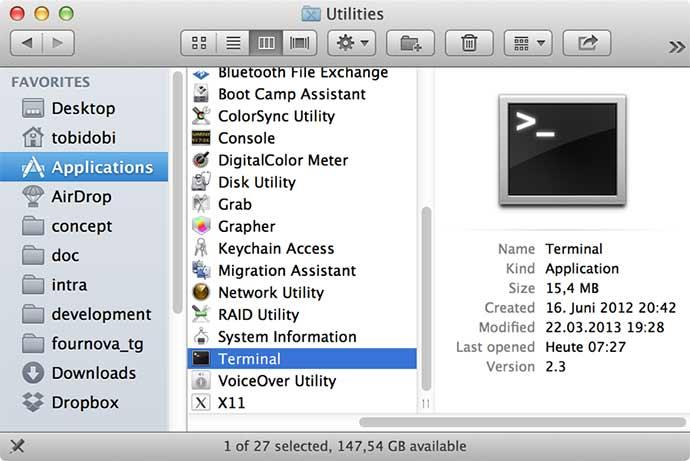 Utilities
FAVORITES
Desktop
tobidobi
Applications
AirDrop
concept
doc
intra
development
fournova_tg
Downloads
Dropbox
Bluetooth File Exchange
Boot Camp Assistant
ColorSync Utility
Console
DigitalColor Meter
Disk Utility
Grab
Grapher
Keychain Access
Migration Assistant
Network Utility
RAID Utility
System Information
Terminal
VoiceOver Utility
X11
>_
Name Terminal
Kind Application
Size 15,4 MB
Created 16. Juni 2012 20:42
Modified 22.03.2013 19:28
Last opened Heute 07:27
Version 2.3
1 of 27 selected, 147,54 GB available